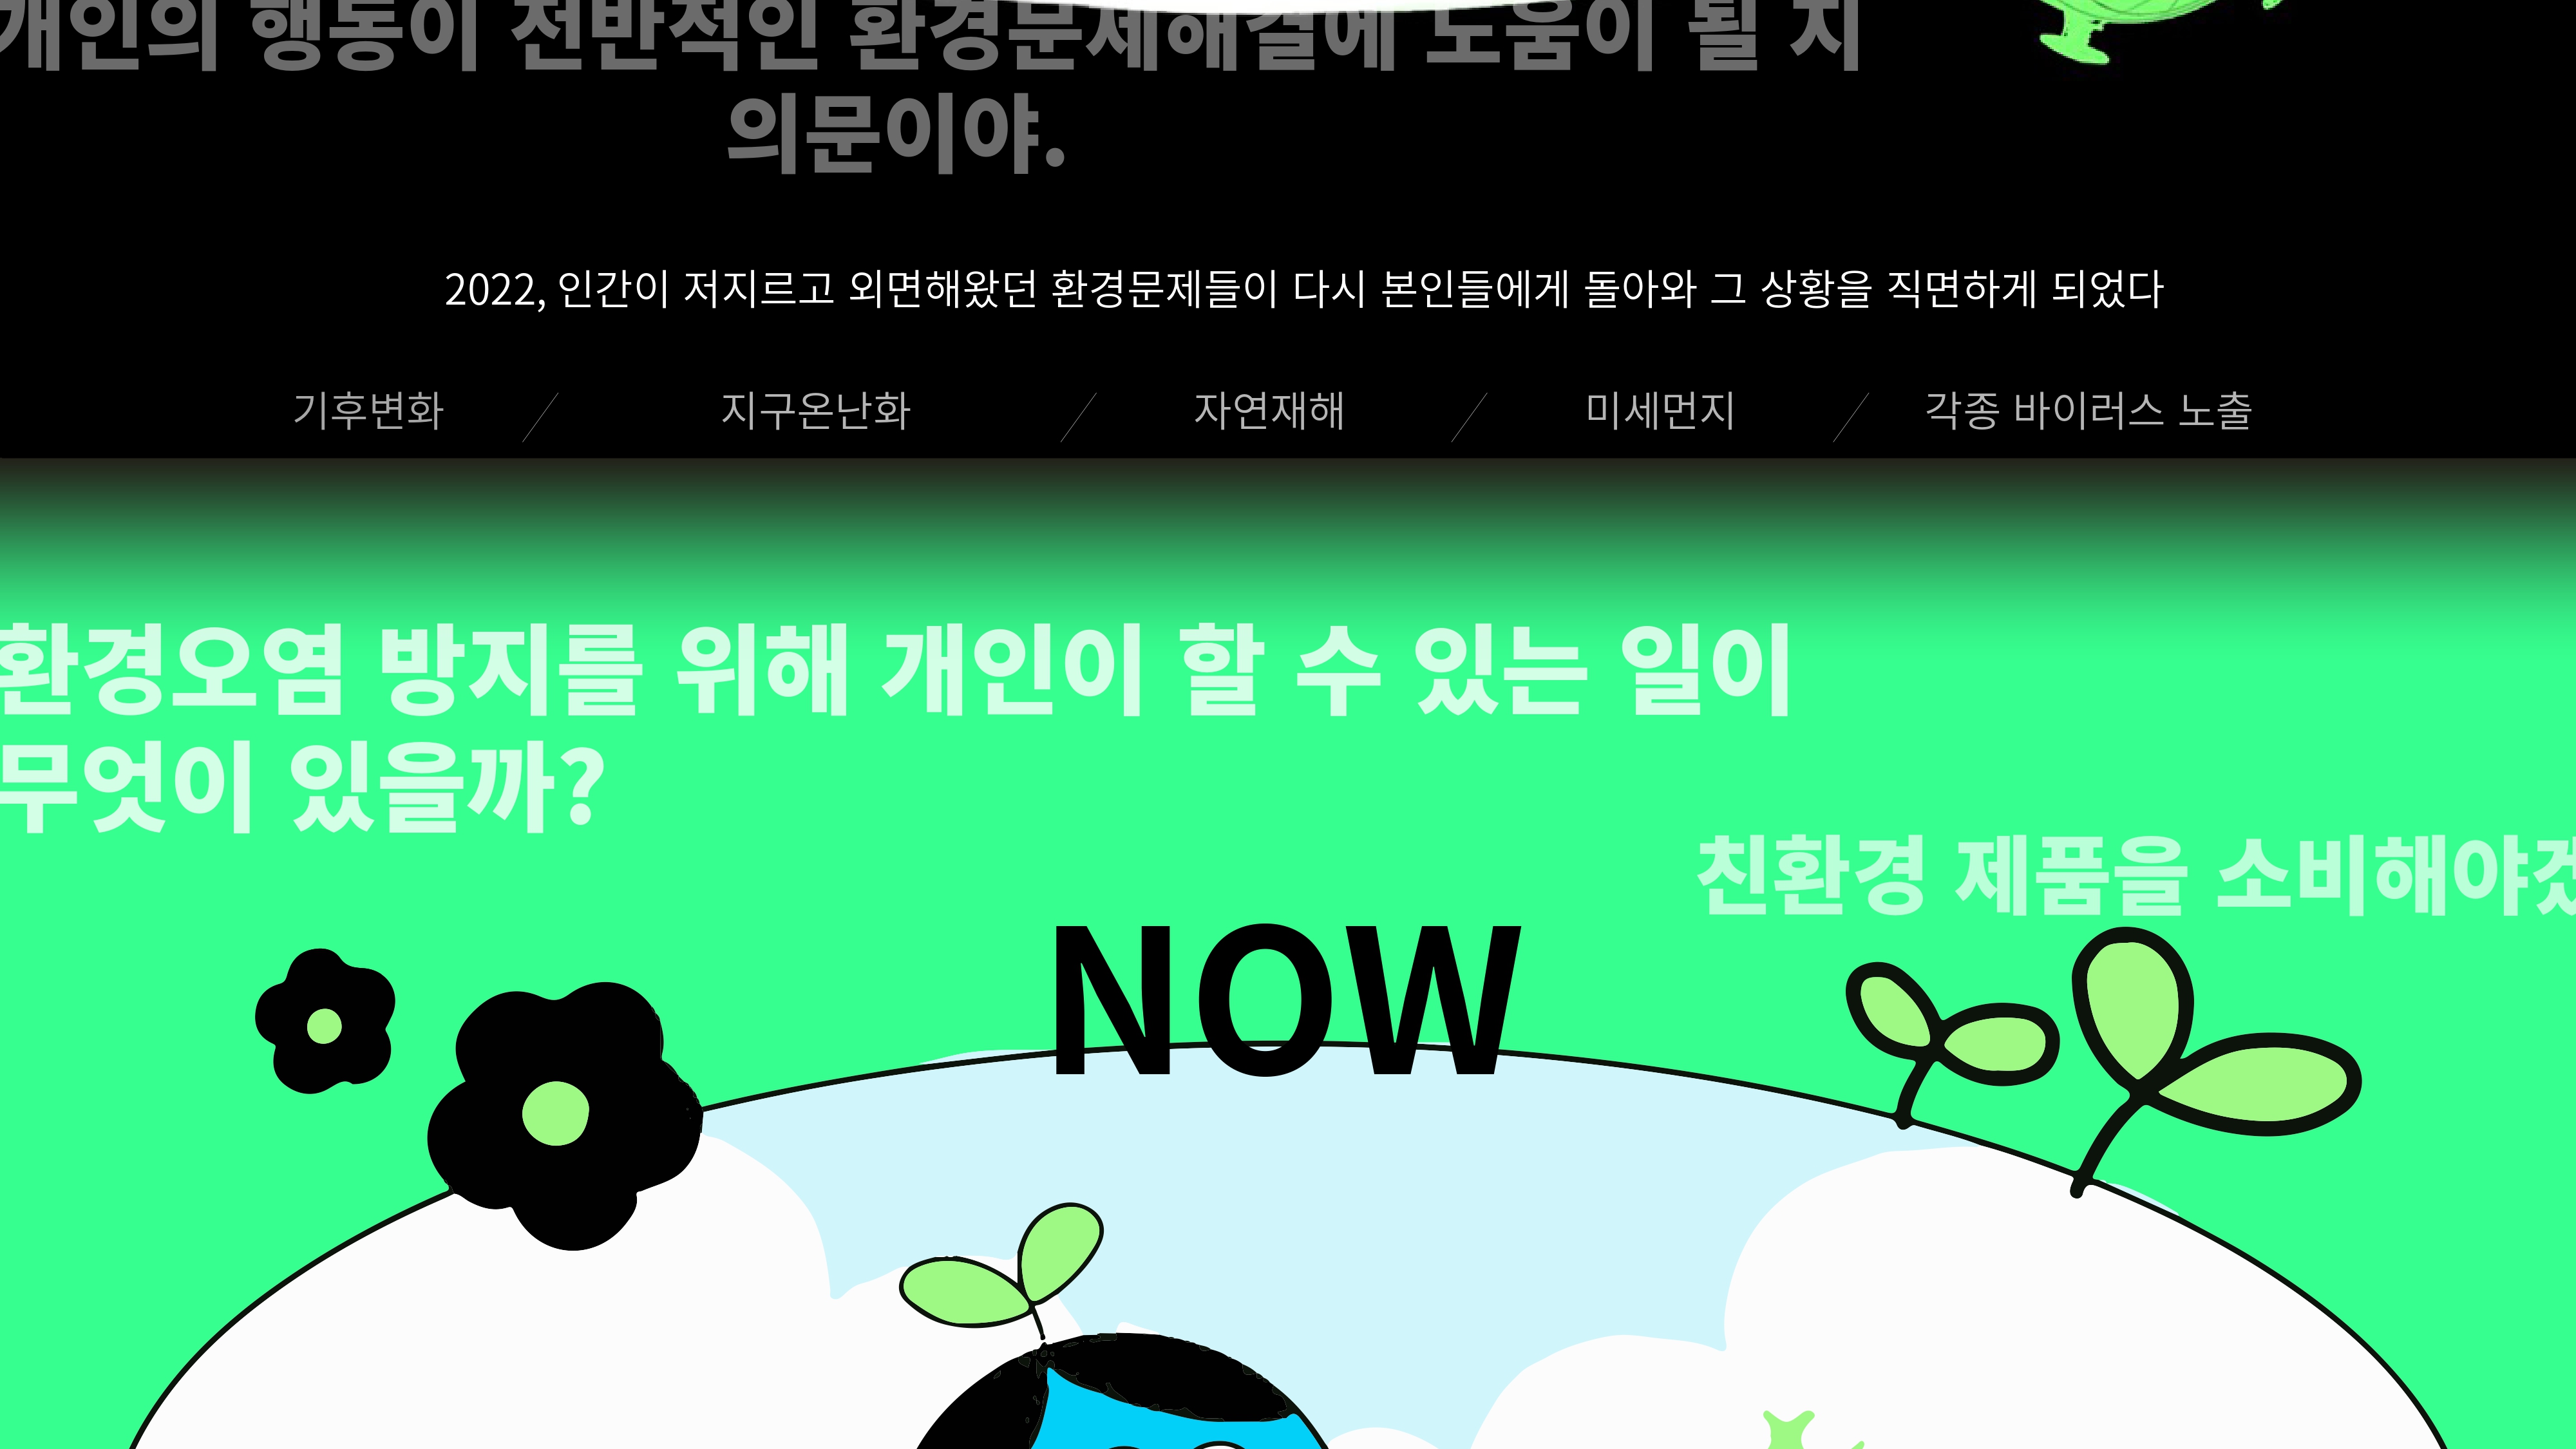 개인의 행동이 전반적인 환경문제해결에 도움이 될 지
의문이야.
2022, 인간이 저지르고 외면해왔던 환경문제들이 다시 본인들에게 돌아와 그 상황을 직면하게 되었다
기후변화 / 지구온난화 / 자연재해 / 미세먼지 / 각종 바이러스 노출
환경오염 방지를 위해 개인이 할 수 있는 일이
무엇이 있을까?
친환경 제품을 소비해야겠
NOW